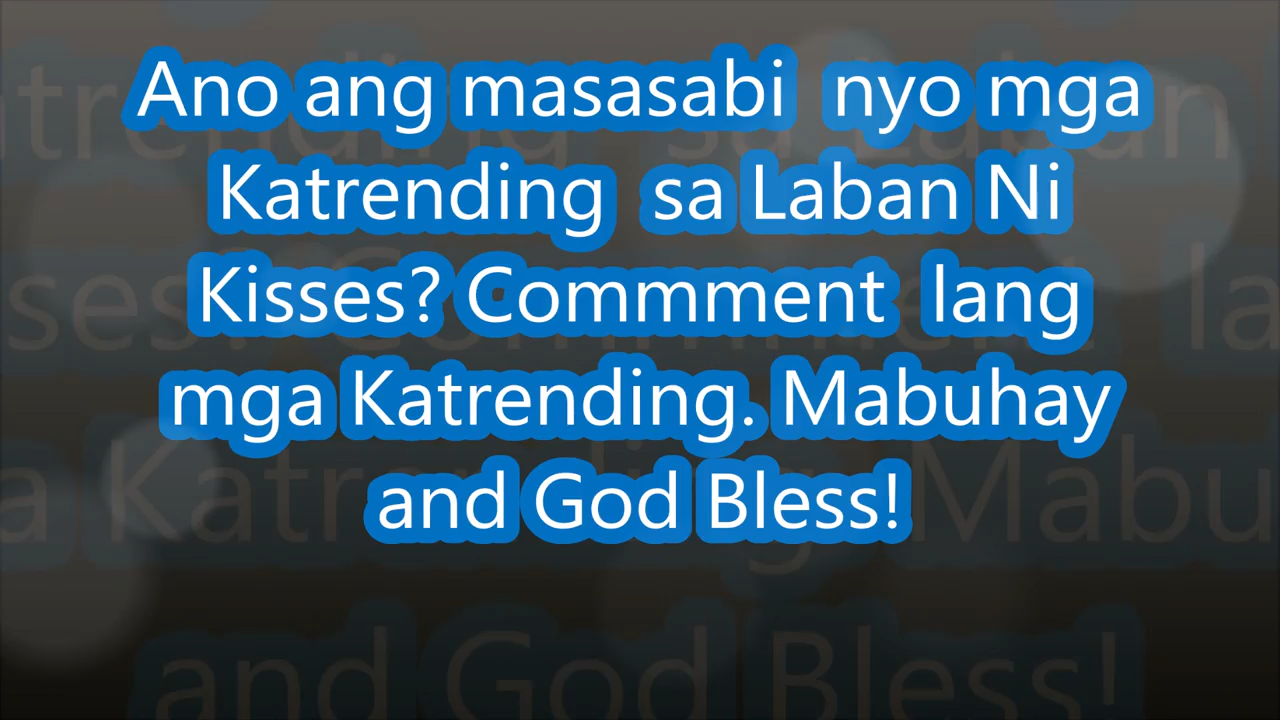 Ano ang masasabi nyo mga
Katrending sa Laban Ni
Kisses? Commment lang
mga Katrending. Mabuhay
and God Bless!